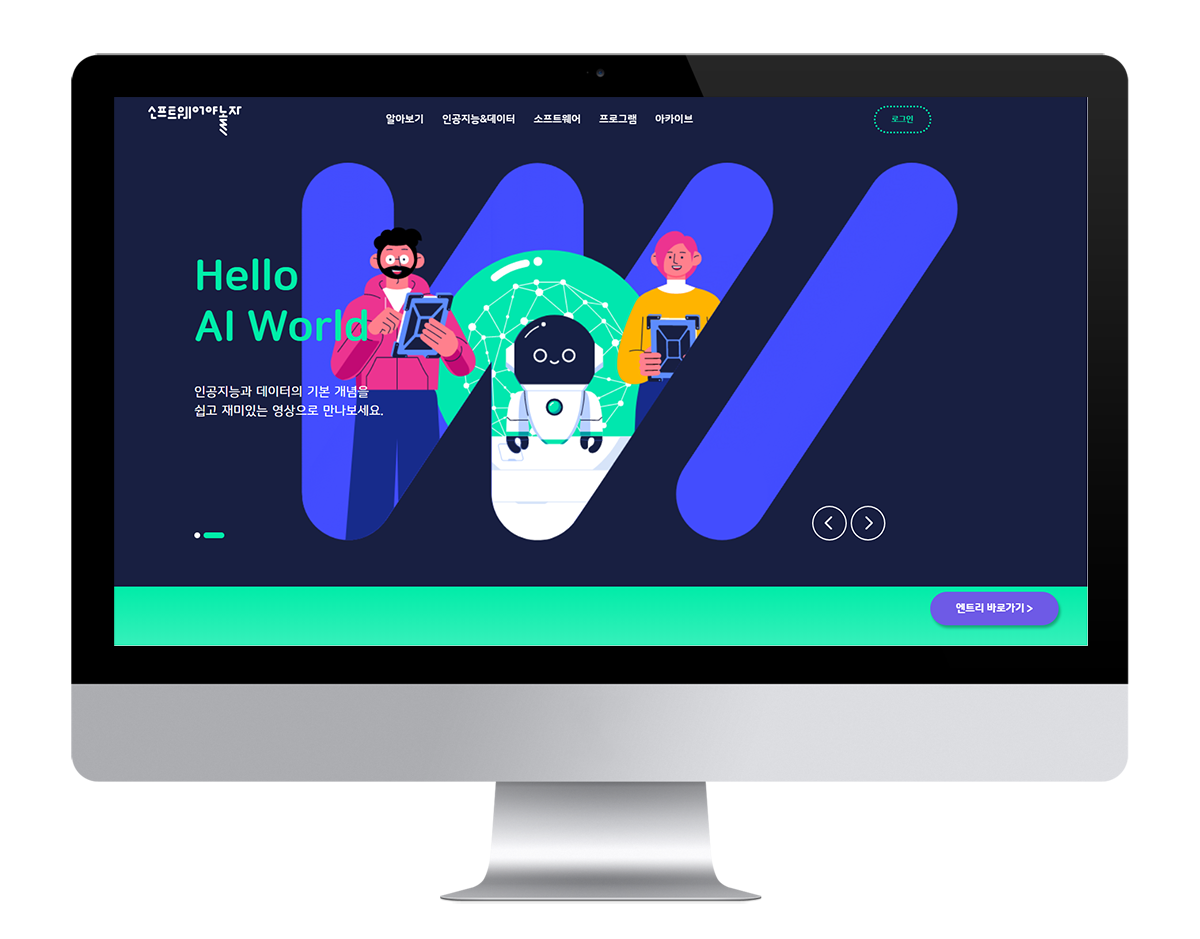 소프트웨어야놀자
알아보기 인공지능&데이터 소프트웨어 프로그램 아카이브
로그인
Hello
AI World
인공지능과 데이터의 기본 개념을
쉽고 재미있는 영상으로 만나보세요.
엔트리 바로가기 >